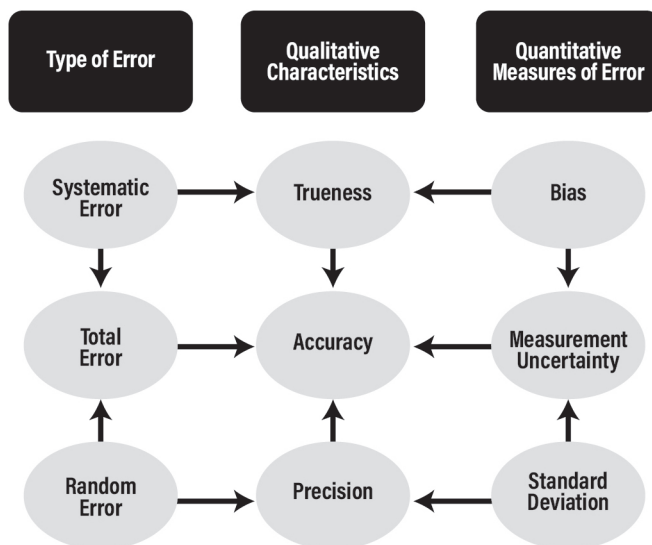 Type of Error
Qualitative
Characteristics
Quantitative
Measures of Error
Systematic
Error
Trueness
Bias
Total
Error
Accuracy
Measurement
Uncertainty
Random
Error
Precision
Standard
Deviation